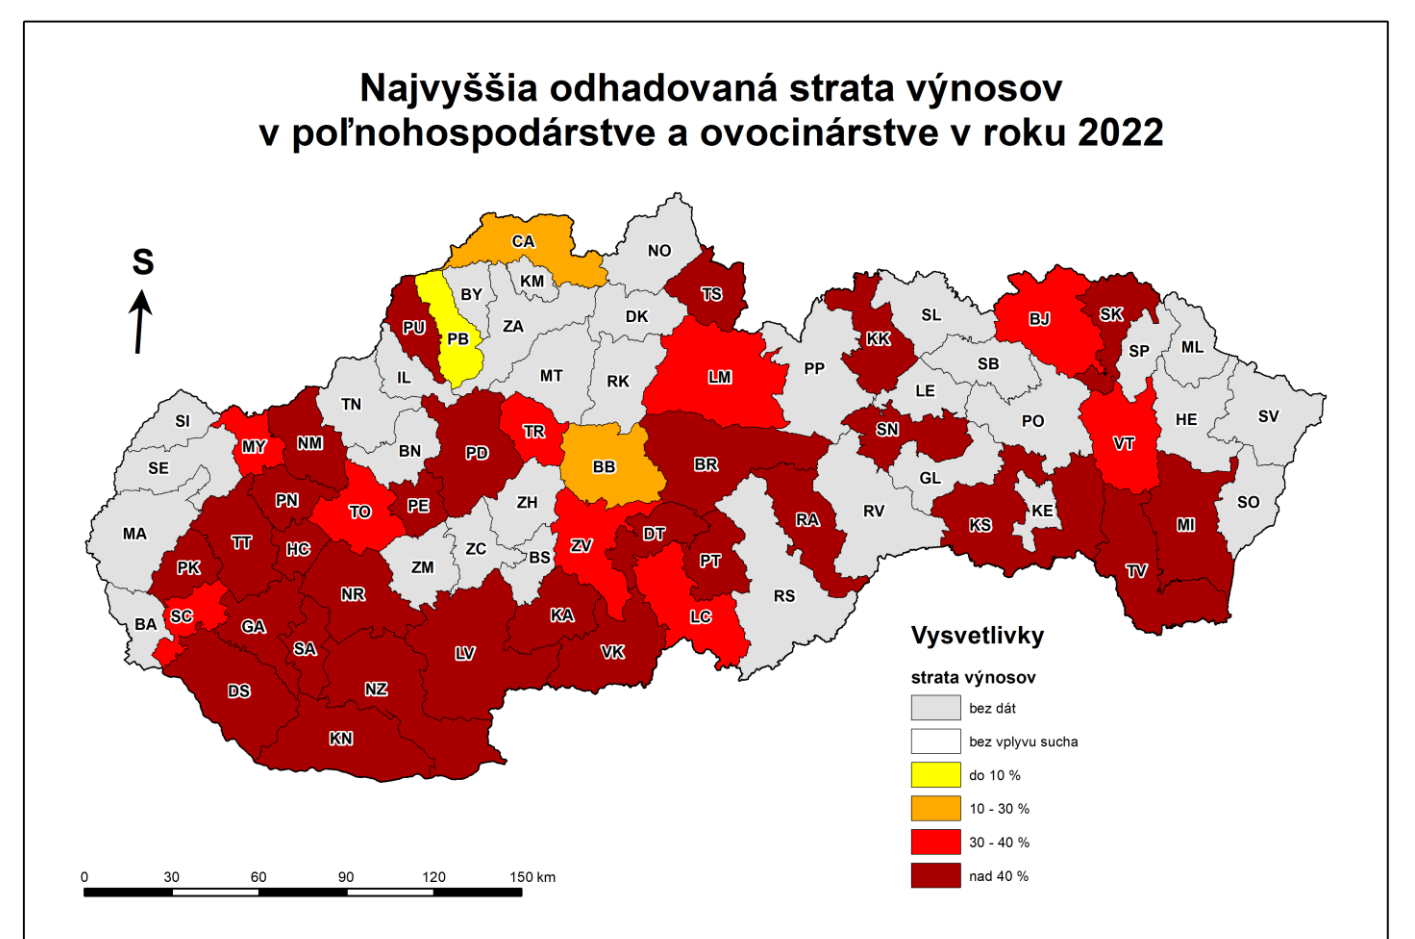 Najvyššia odhadovaná strata výnosov
v poľnohospodárstve a ovocinárstve v roku 2022
S
CA
NO
KM
BY
TS
PU
PB
ZA
DK
KK
SL
BJ
SK
SP
ML
IL
MT
RK
LM
PP
SB
LE
TN
SI
MY
NM
BN
PD
TR
SN
PO
VT
HE
SV
SE
BB
BR
GL
PN
TO
PE
ZH
RV
KS
KE
SO
MA
TT
HC
ZC
BS
ZV
DT
RA
MI
PK
ZM
PT
TV
NR
BA
SC
GA
KA
LC
RS
SA
LV
VK
DS
NZ
KN
Vysvetlivky
strata výnosov
bez dát
bez vplyvu sucha
do 10 %
10 - 30 %
30 - 40 %
nad 40 %
0 30 60 90 120 150 km